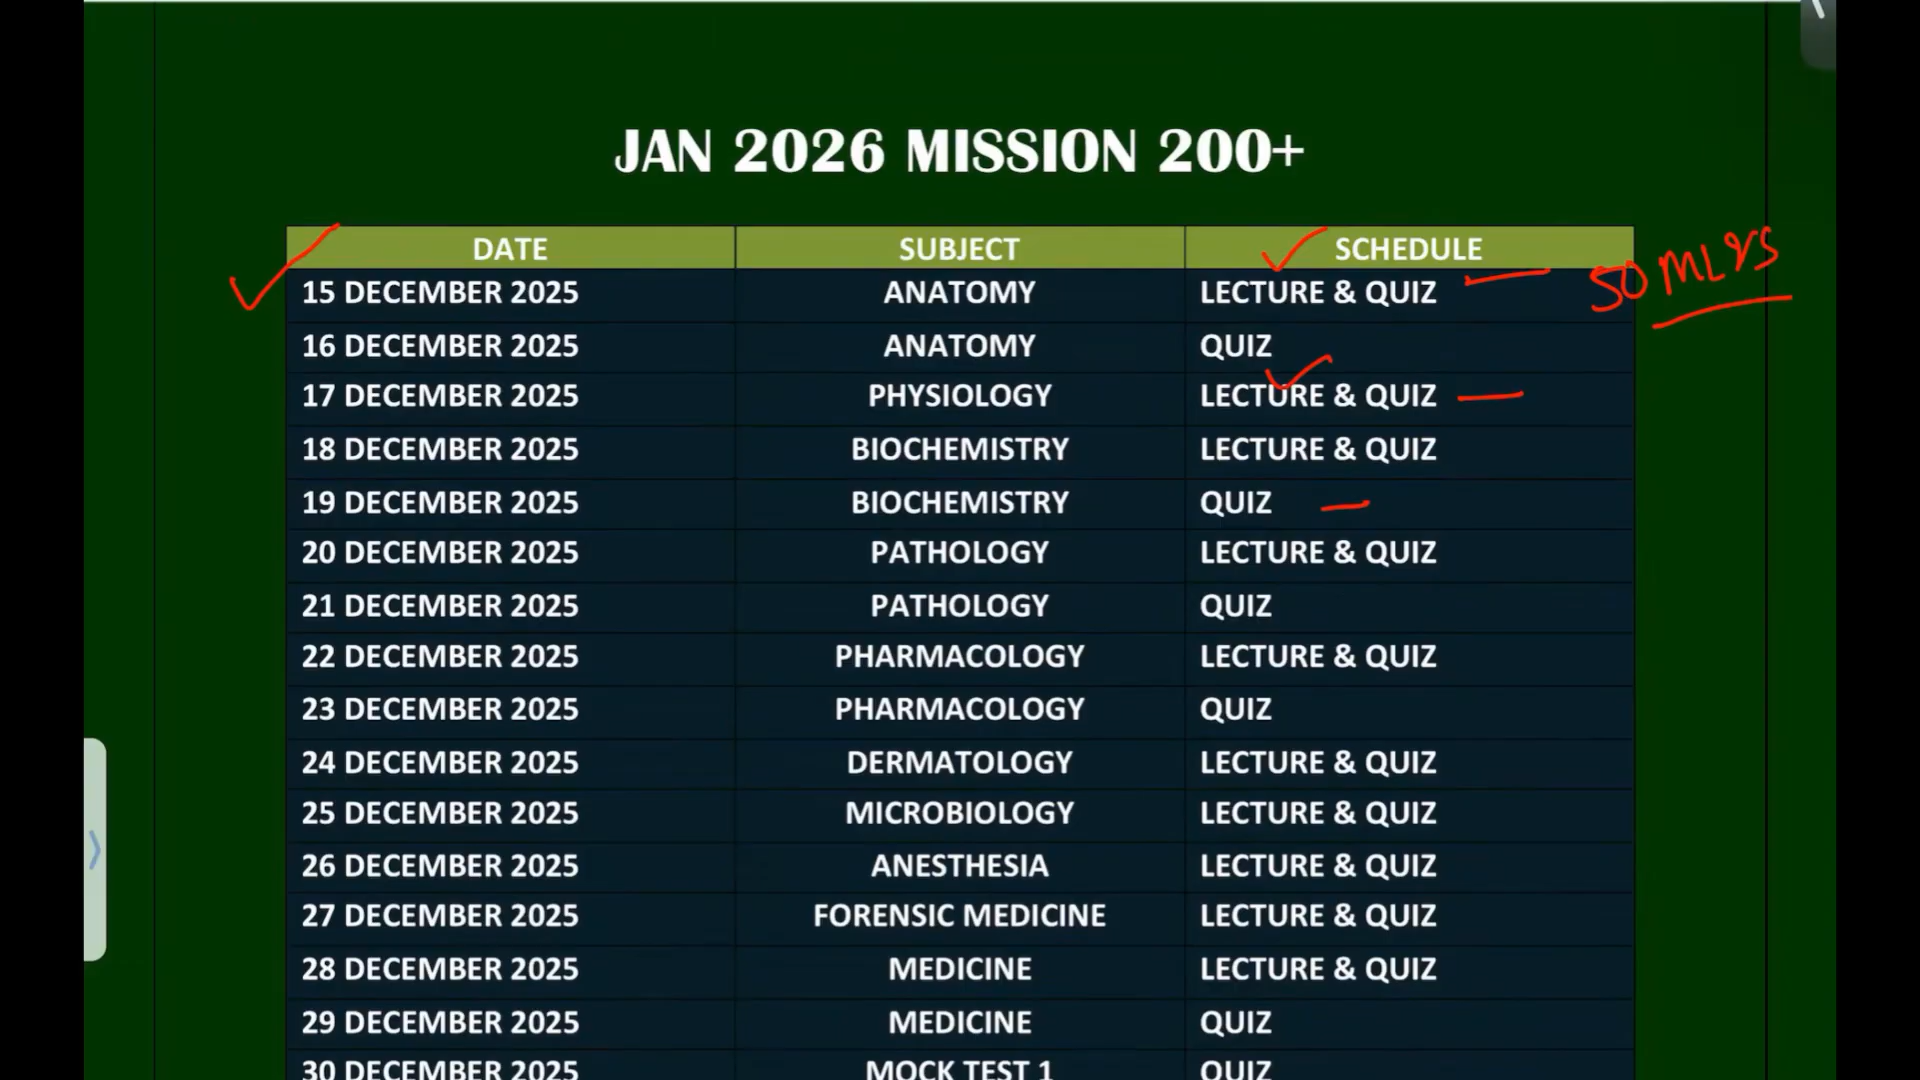 JAN 2026 MISSION 200+
DATE SUBJECT SCHEDULE
15 DECEMBER 2025 ANATOMY LECTURE & QUIZ 50
16 DECEMBER 2025 ANATOMY QUIZ
17 DECEMBER 2025 PHYSIOLOGY LECTURE & QUIZ
18 DECEMBER 2025 BIOCHEMISTRY LECTURE & QUIZ
19 DECEMBER 2025 BIOCHEMISTRY QUIZ
20 DECEMBER 2025 PATHOLOGY LECTURE & QUIZ
21 DECEMBER 2025 PATHOLOGY QUIZ
22 DECEMBER 2025 PHARMACOLOGY LECTURE & QUIZ
23 DECEMBER 2025 PHARMACOLOGY QUIZ
24 DECEMBER 2025 DERMATOLOGY LECTURE & QUIZ
25 DECEMBER 2025 MICROBIOLOGY LECTURE & QUIZ
26 DECEMBER 2025 ANESTHESIA LECTURE & QUIZ
27 DECEMBER 2025 FORENSIC MEDICINE LECTURE & QUIZ
28 DECEMBER 2025 MEDICINE LECTURE & QUIZ
29 DECEMBER 2025 MEDICINE QUIZ
30 DECEMBER 2025 MOCK TEST 1 QUIZ